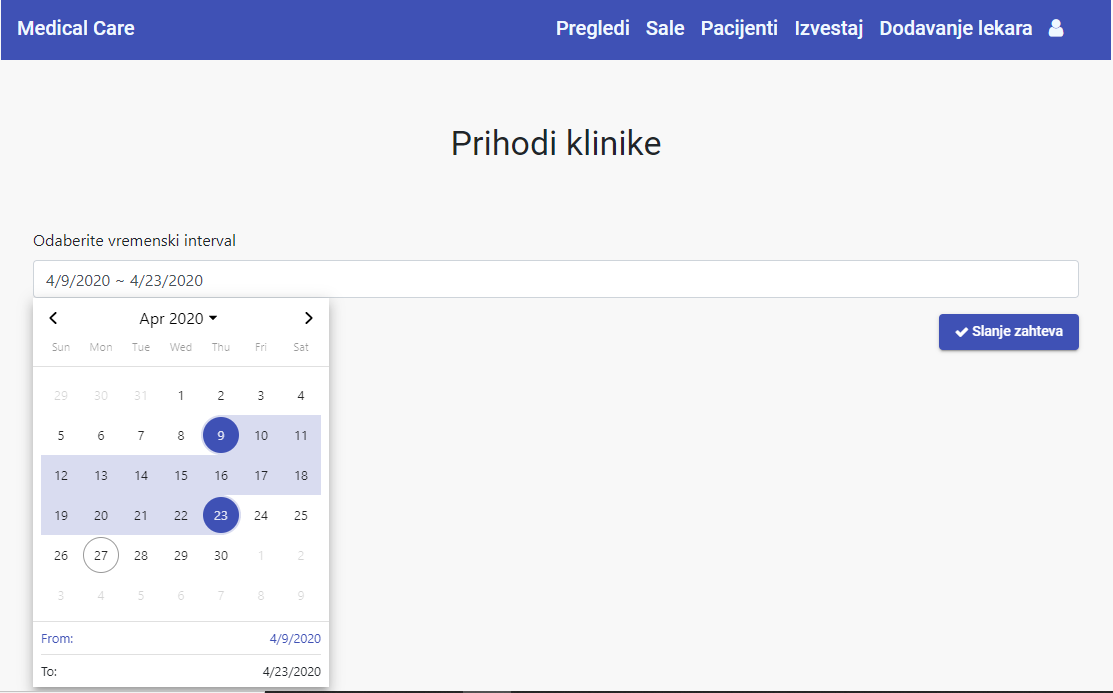 Medical Care Pregledi Sale Pacijenti Izvestaj Dodavanje lekara
Prihodi klinike
Odaberite vremenski interval
4/9/2020 ~ 4/23/2020
Apr 2020
Slanje zahteva
Sun Mon Tue Wed Thu Fri Sat
29 30 31 1 2 3 4
5 6 7 8 9 10 11
12 13 14 15 16 17 18
19 20 21 22 23 24 25
26 27 28 29 30 1 2
3 4 5 6 7 8 9
From: 4/9/2020
To: 4/23/2020